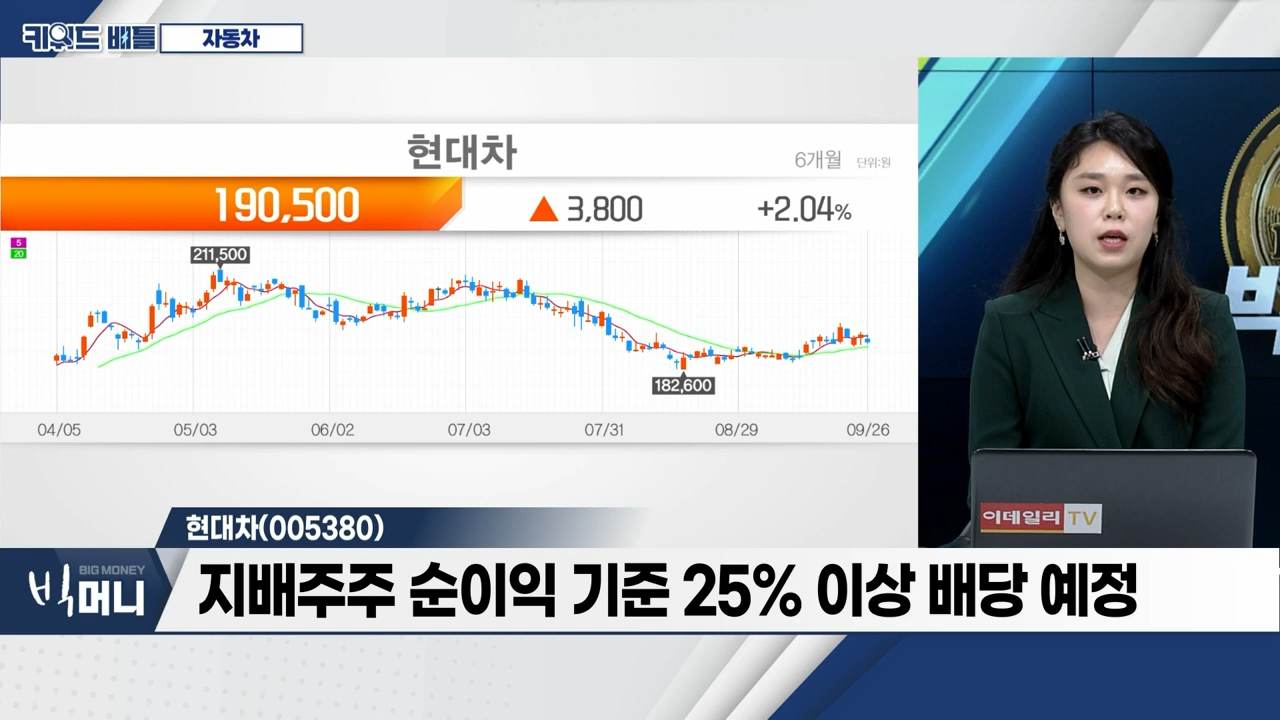 키워드 배틀
자동차
현대차
6개월 단위:원
190,500
▲ 3,800
+2.04%
5
20
211,500
182,600
04/05 05/03 06/02 07/03 07/31 08/29 09/26
이데일리TV
현대차(005380)
BIG MONEY
빅머니
지배주주 순이익 기준 25% 이상 배당 예정